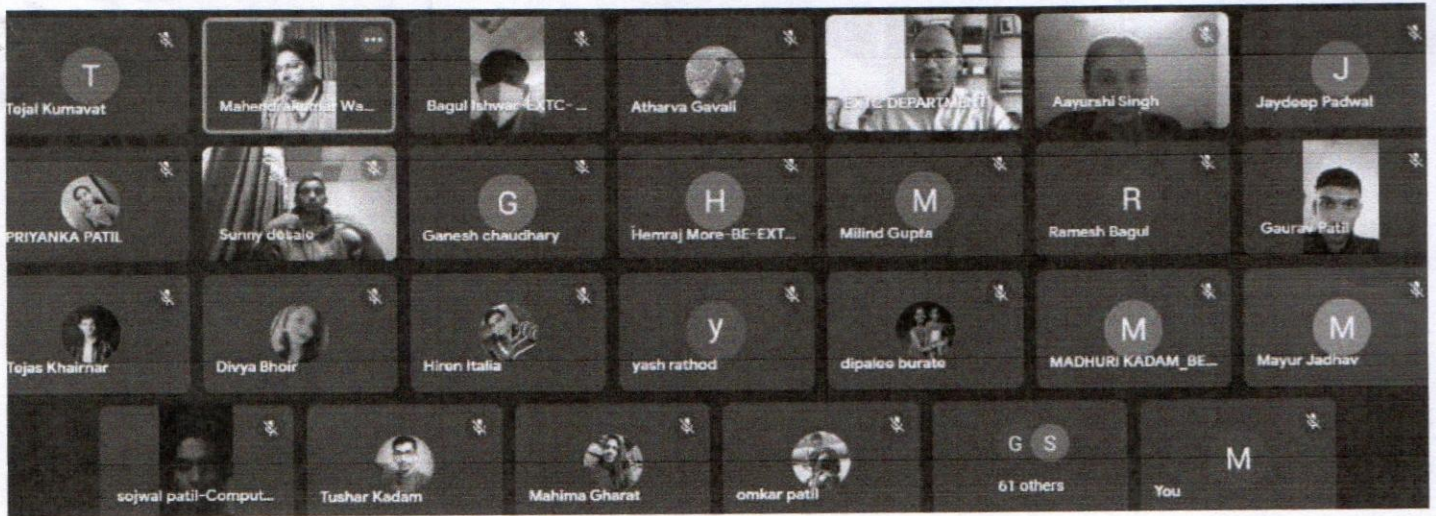 T
Tejal Kumavat
Mahendrakumar Wa...
Bagul Ishwar-EXTC-...
Atharva Gavali
EXTC DEPARTMENT
Aayurshi Singh
J
Jaydeep Padwal
PRIYANKA PATIL
Sunny desale
G
Ganesh chaudhary
H
Hemraj More-BE-EXT...
M
Milind Gupta
R
Ramesh Bagul
Gaurav Patil
Tejas Khairnar
Divya Bhoir
Hiren Italia
y
yash rathod
dipalee burate
M
MADHURI KADAM_BE...
M
Mayur Jadhav
sojwal patil-Comput...
Tushar Kadam
Mahima Gharat
omkar patil
G S
61 others
M
You